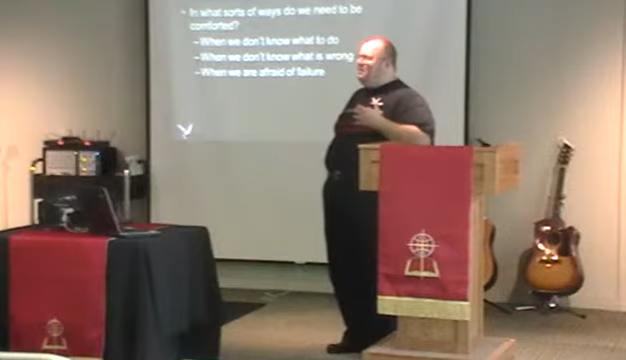 In what sorts of ways do we need to be
comforted?
–When we don't know what to do
–When we don't know what is wrong
–When we are afraid of failure